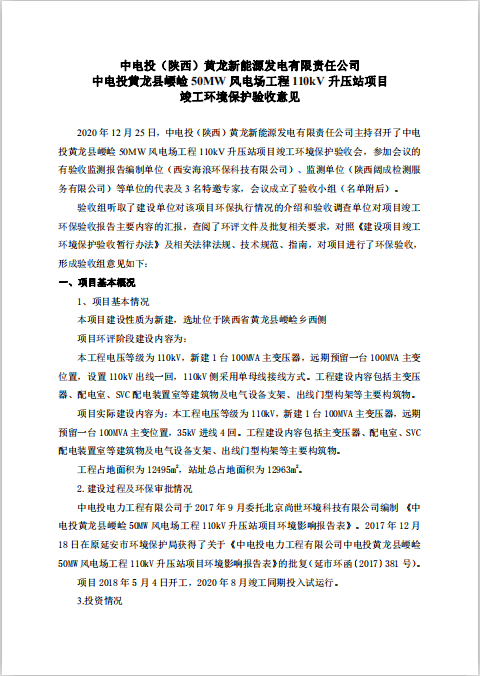 中电投（陕西）黄龙新能源发电有限责任公司
中电投黄龙县崾崄 50MW 风电场工程 110kV 升压站项目
竣工环境保护验收意见
2020 年 12 月 25 日，中电投（陕西）黄龙新能源发电有限责任公司主持召开了中电
投黄龙县崾崄 50MW 风电场工程 110kV 升压站项目竣工环境保护验收会，参加会议的
有验收监测报告编制单位（西安海浪环保科技有限公司）、监测单位（陕西阔成检测服
务有限公司）等单位的代表及 3 名特邀专家，会议成立了验收小组（名单附后）。
验收组听取了建设单位对该项目环保执行情况的介绍和验收调查单位对项目竣工
环保验收报告主要内容的汇报，查阅了环评文件及批复相关要求，对照《建设项目竣工
环境保护验收暂行办法》及相关法律法规、技术规范、指南，对项目进行了环保验收，
形成验收组意见如下：
一、项目基本概况
1、项目基本情况
本项目建设性质为新建，选址位于陕西省黄龙县崾崄乡西侧
项目环评阶段建设内容为：
本工程电压等级为 110kV，新建 1 台 100MVA 主变压器，远期预留一台 100MVA 主变
位置，设置 110kV 出线一回，110kV 侧采用单母线接线方式。工程建设内容包括主变压
器、配电室、SVC 配电装置室等建筑物及电气设备支架、出线门型构架等主要构筑物。
项目实际建设内容为：本工程电压等级为 110kV，新建 1 台 100MVA 主变压器，远期
预留一台 100MVA 主变位置，35kV 进线 4 回。工程建设内容包括主变压器、配电室、SVC
配电装置室等建筑物及电气设备支架、出线门型构架等主要构筑物。
工程占地面积为 12495m²，站址总占地面积为 12963m²。
2.建设过程及环保审批情况
中电投电力工程有限公司于 2017 年 9 月委托北京尚世环境科技有限公司编制 《中
电投黄龙县崾崄 50MW 风电场工程 110kV 升压站项目环境影响报告表》。2017 年 12 月
18 日在原延安市环境保护局获得了关于《中电投电力工程有限公司中电投黄龙县崾崄
50MW 风电场工程 110kV 升压站项目环境影响报告表》的批复（延市环函〔2017〕381 号）。
项目 2018 年 5 月 4 日开工，2020 年 8 月竣工同期投入试运行。
3.投资情况